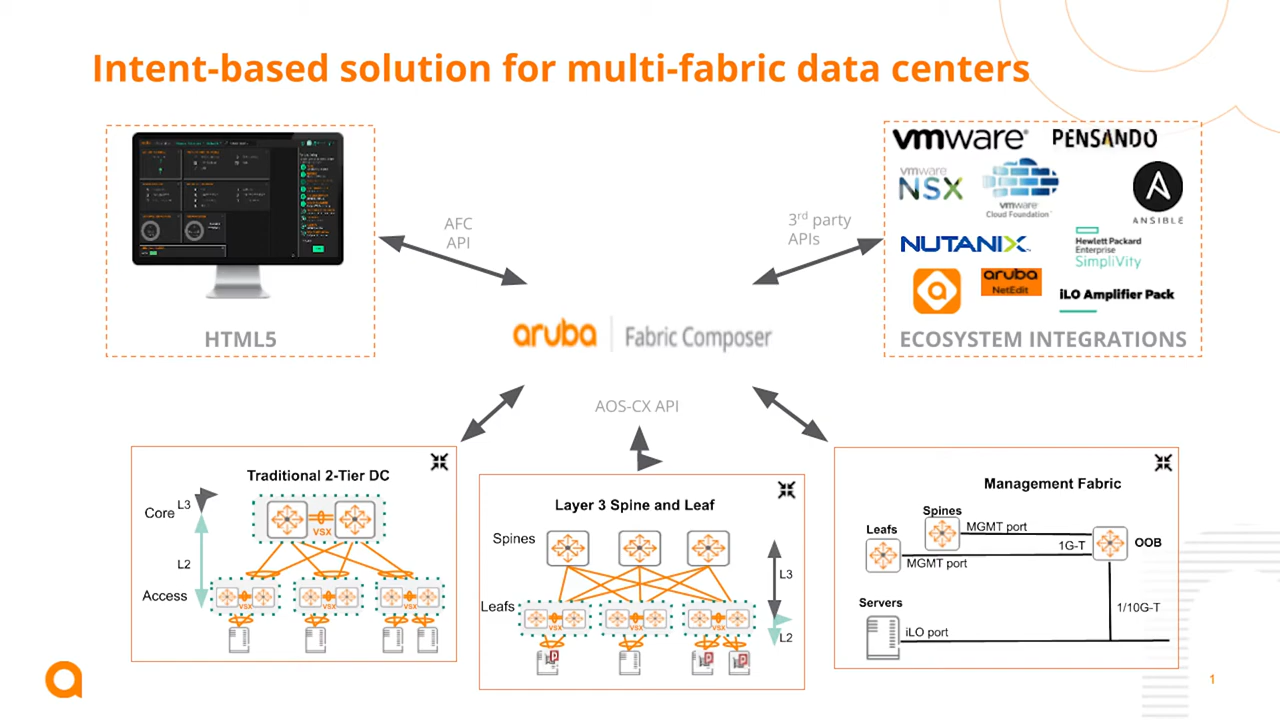 Intent-based solution for multi-fabric data centers
HTML5
AFC
API
3rd party
APIs
vmware®
PENSANDO
vmware
NSX
vmware
Cloud Foundation
ANSIBLE
NUTANIX
Hewlett Packard
Enterprise
SimpliVity
aruba
NetEdit
iLO Amplifier Pack
ECOSYSTEM INTEGRATIONS
aruba
Fabric Composer
AOS-CX API
Traditional 2-Tier DC
Core
L3
VSX
L2
Access
VSX
VSX
VSX
Layer 3 Spine and Leaf
Spines
L3
Leafs
VSX
VSX
VSX
L2
Management Fabric
Spines
MGMT port
Leafs
1G-T
OOB
MGMT port
Servers
1/10G-T
iLO port
1